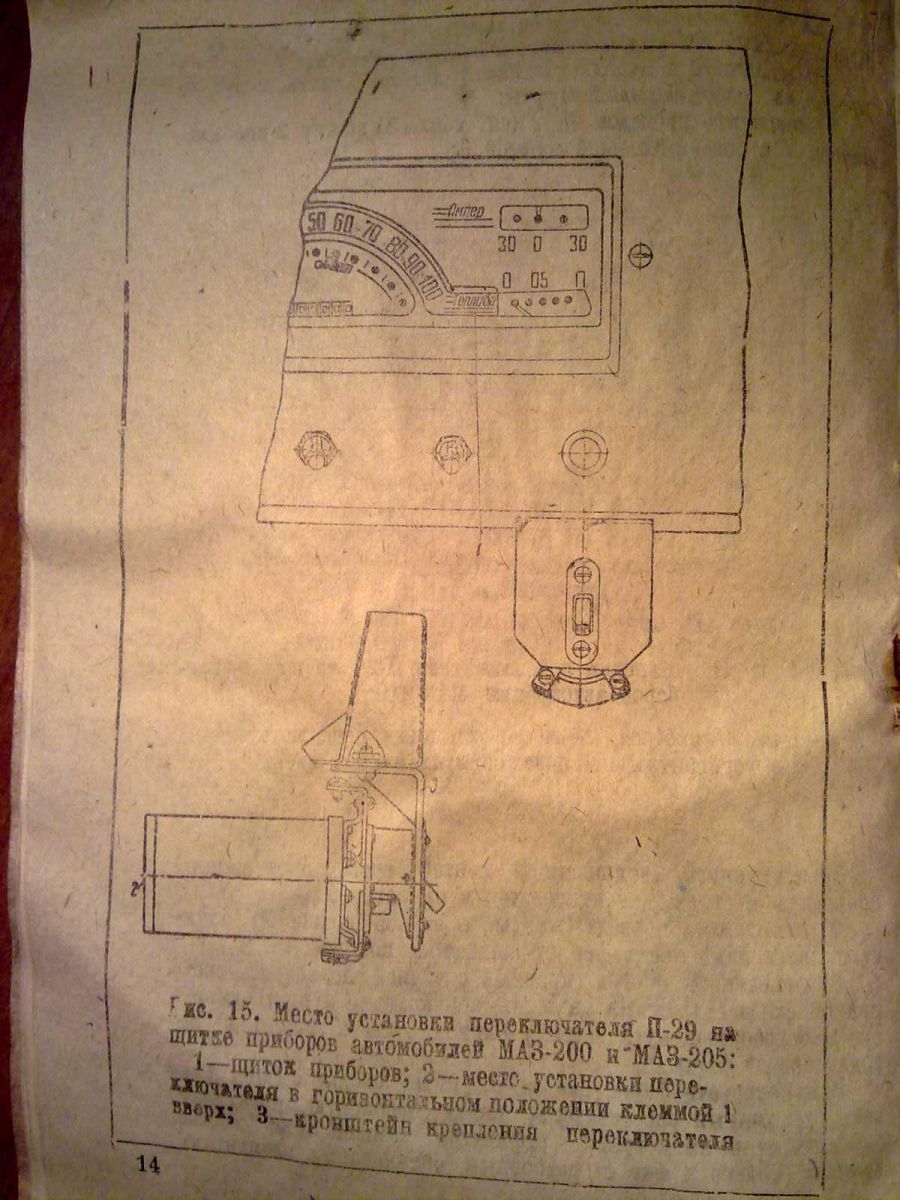 Ампер
30 0 30
0 05 П
50 60 70 80 90 100
Топливо
2
Рис. 15. Место установки переключателя П-29 на
щитке приборов автомобилей МАЗ-200 и МАЗ-205:
1—щиток приборов; 2—место установки пере-
ключателя в горизонтальном положении клеммой 1
вверх; 3—кронштейн крепления переключателя
14